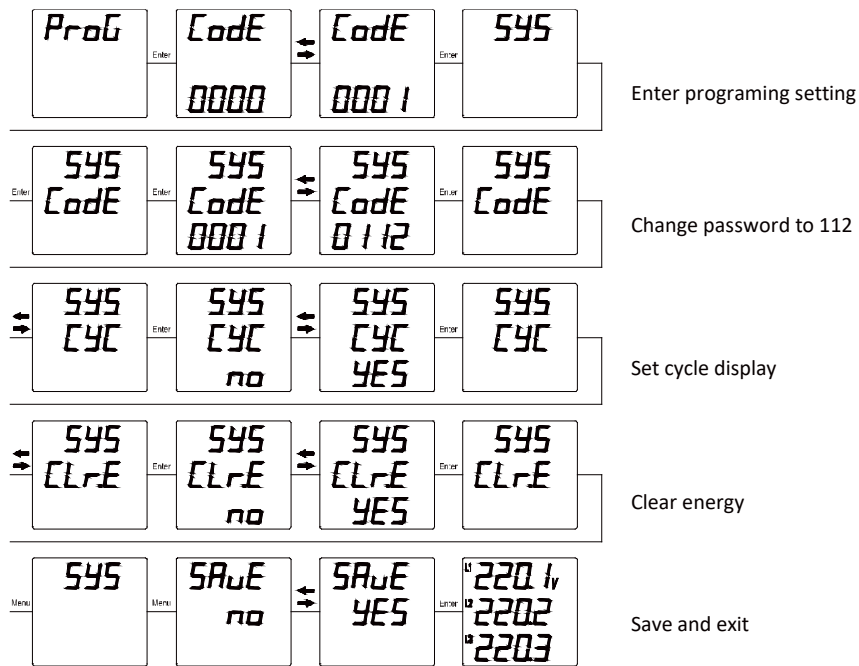 ProG Enter CodE CodE Enter SYS
0000 0001
Enter programing setting
SYS SYS SYS SYS
Enter CodE Enter CodE CodE Enter CodE
0001 0112
Change password to 112
SYS SYS SYS SYS
CYC Enter CYC CYC Enter CYC
no YES
Set cycle display
SYS SYS SYS SYS
CLrE Enter CLrE CLrE Enter CLrE
no YES
Clear energy
SYS SAvE SAvE L1 220.1v
Menu Menu no YES Enter L2 220.2
L3 220.3
Save and exit